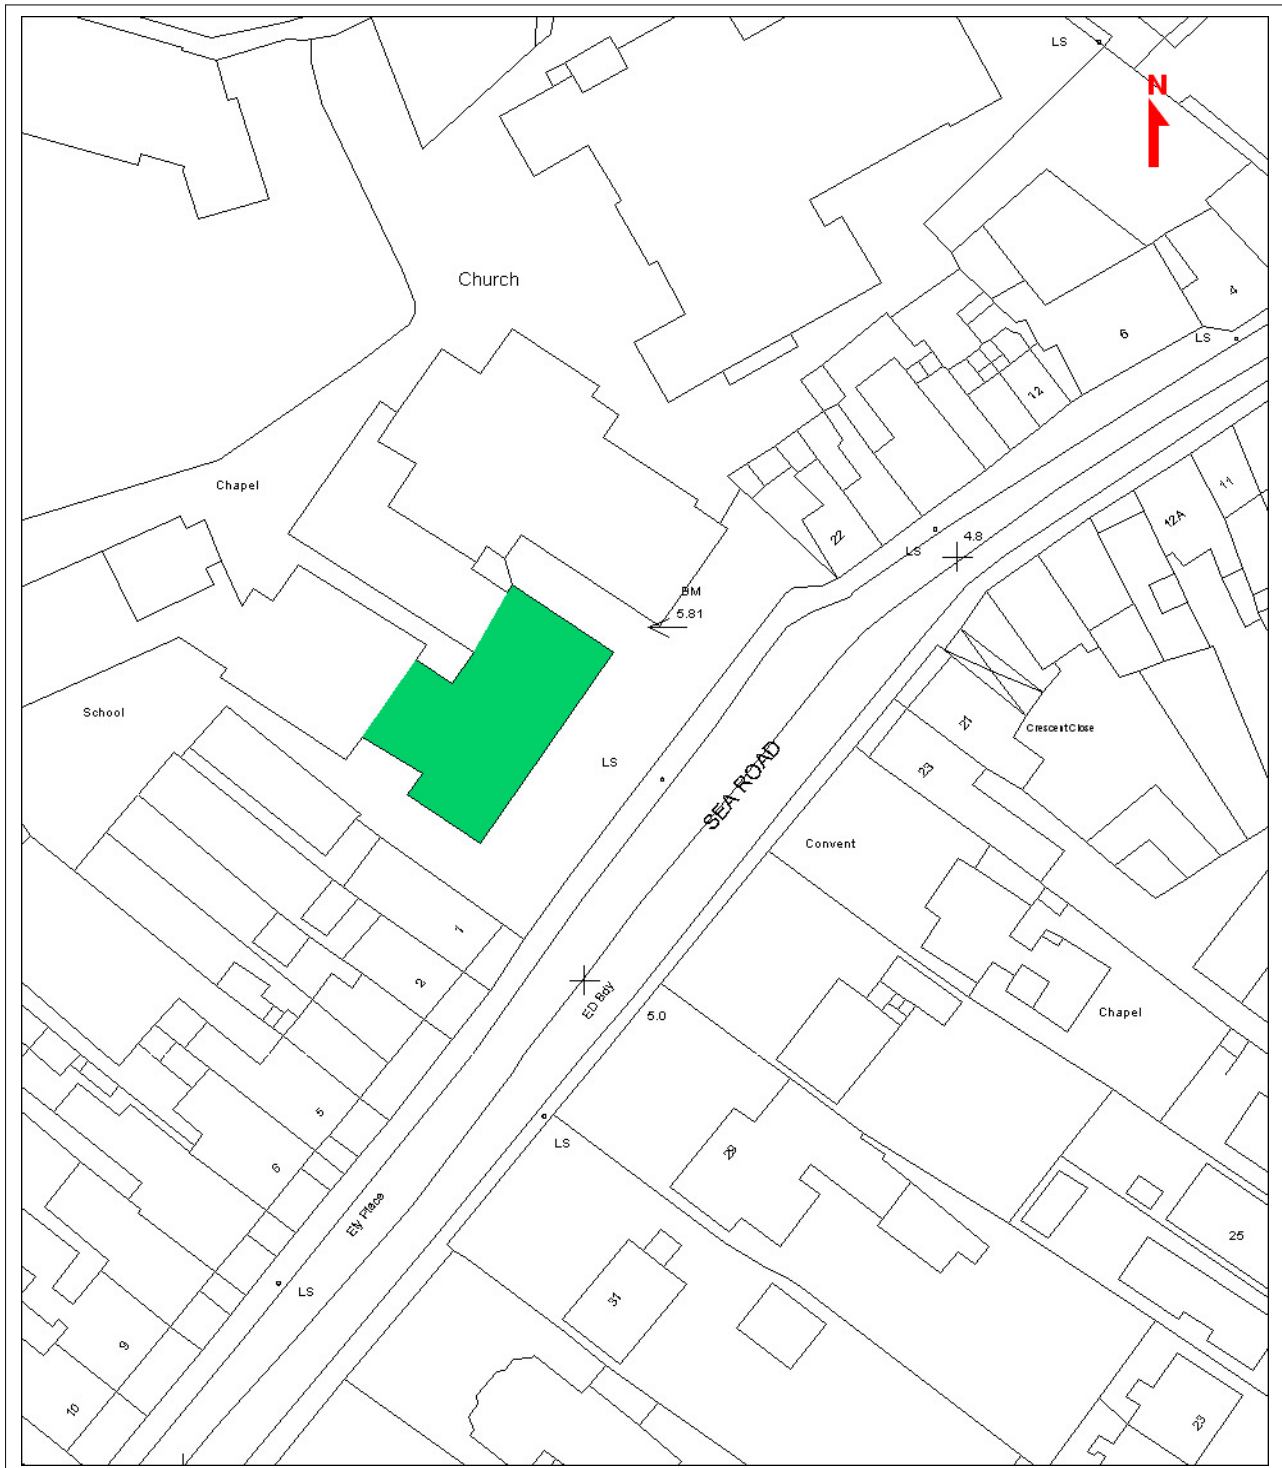 LS
N
Church
4
6
LS
12
Chapel
11
12A
22
LS
4.8
BM
5.81
School
21
Crescent Close
LS
23
SEA ROAD
Convent
1
2
ED Bdy
5.0
Chapel
5
LS
29
6
Ely Place
25
LS
31
9
10
23